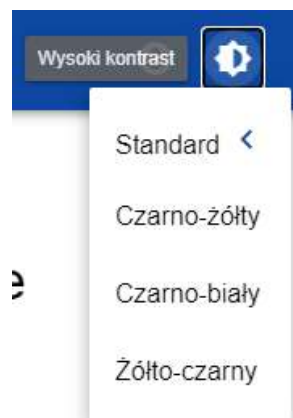 Wysoki kontrast
Standard
Czarno-żółty
e
Czarno-biały
Żółto-czarny